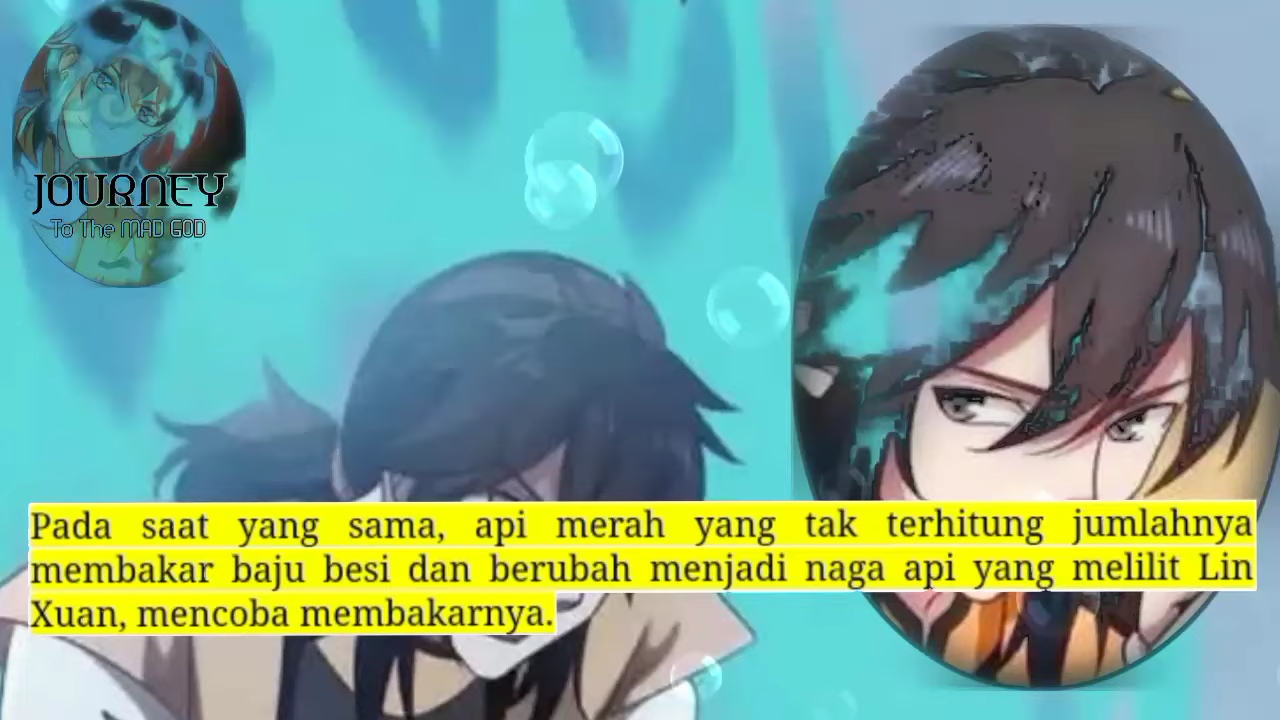 JOURNEY
To The MAD GOD
Pada saat yang sama, api merah yang tak terhitung jumlahnya
membakar baju besi dan berubah menjadi naga api yang melilit Lin
Xuan, mencoba membakarnya.